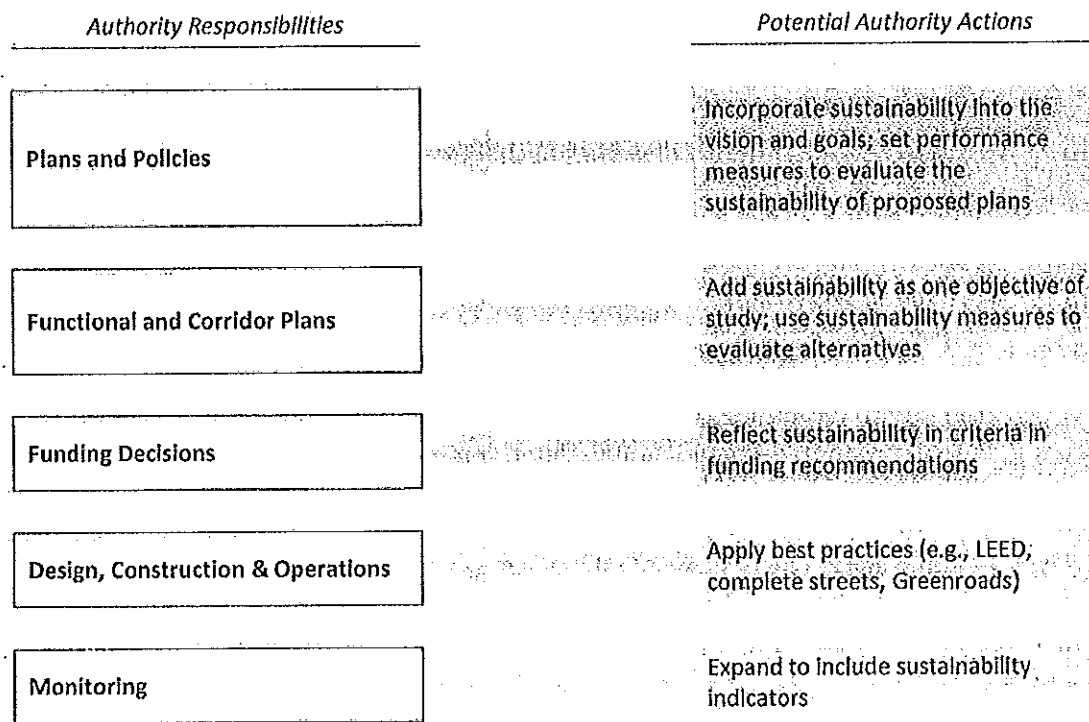 Authority Responsibilities
Potential Authority Actions
Plans and Policies
Incorporate sustainability into the
vision and goals; set performance
measures to evaluate the
sustainability of proposed plans
Functional and Corridor Plans
Add sustainability as one objective of
study; use sustainability measures to
evaluate alternatives
Funding Decisions
Reflect sustainability in criteria in
funding recommendations
Design, Construction & Operations
Apply best practices (e.g., LEED,
complete streets, Greenroads)
Monitoring
Expand to include sustainability
indicators